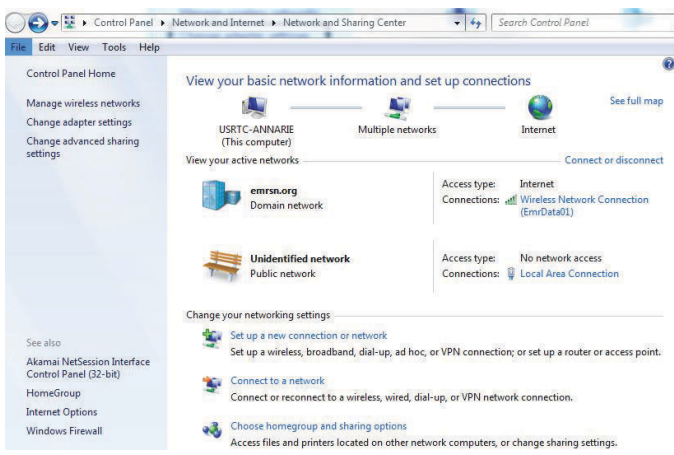 Control Panel ▸ Network and Internet ▸ Network and Sharing Center
Search Control Panel
File Edit View Tools Help
Control Panel Home
Manage wireless networks
Change adapter settings
Change advanced sharing
settings
View your basic network information and set up connections
See full map
USRTC-ANNARIE
(This computer)
Multiple networks
Internet
View your active networks
Connect or disconnect
emrsn.org
Domain network
Access type: Internet
Connections: Wireless Network Connection
(EmrData01)
Unidentified network
Public network
Access type: No network access
Connections: Local Area Connection
Change your networking settings
Set up a new connection or network
Set up a wireless, broadband, dial-up, ad hoc, or VPN connection; or set up a router or access point.
Connect to a network
Connect or reconnect to a wireless, wired, dial-up, or VPN network connection.
Choose homegroup and sharing options
Access files and printers located on other network computers, or change sharing settings.
See also
Akamai NetSession Interface
Control Panel (32-bit)
HomeGroup
Internet Options
Windows Firewall